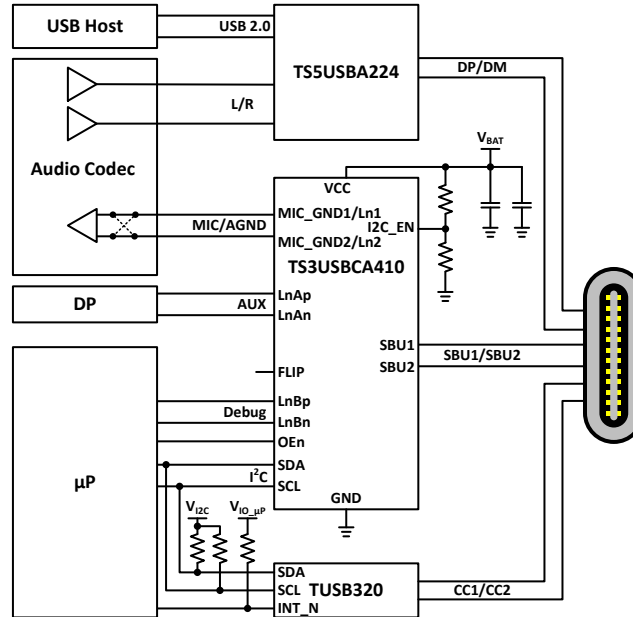 USB Host
USB 2.0
TS5USBA224
DP/DM
L/R
Audio Codec
VBAT
VCC
MIC_GND1/Ln1
MIC/AGND
I2C_EN
MIC_GND2/Ln2
TS3USBCA410
DP
LnAp
AUX
LnAn
SBU1
SBU1/SBU2
SBU2
FLIP
LnBp
Debug
LnBn
OEn
µP
SDA
I²C
SCL
GND
VI2C
VIO_µP
SDA
SCL
TUSB320
INT_N
CC1/CC2